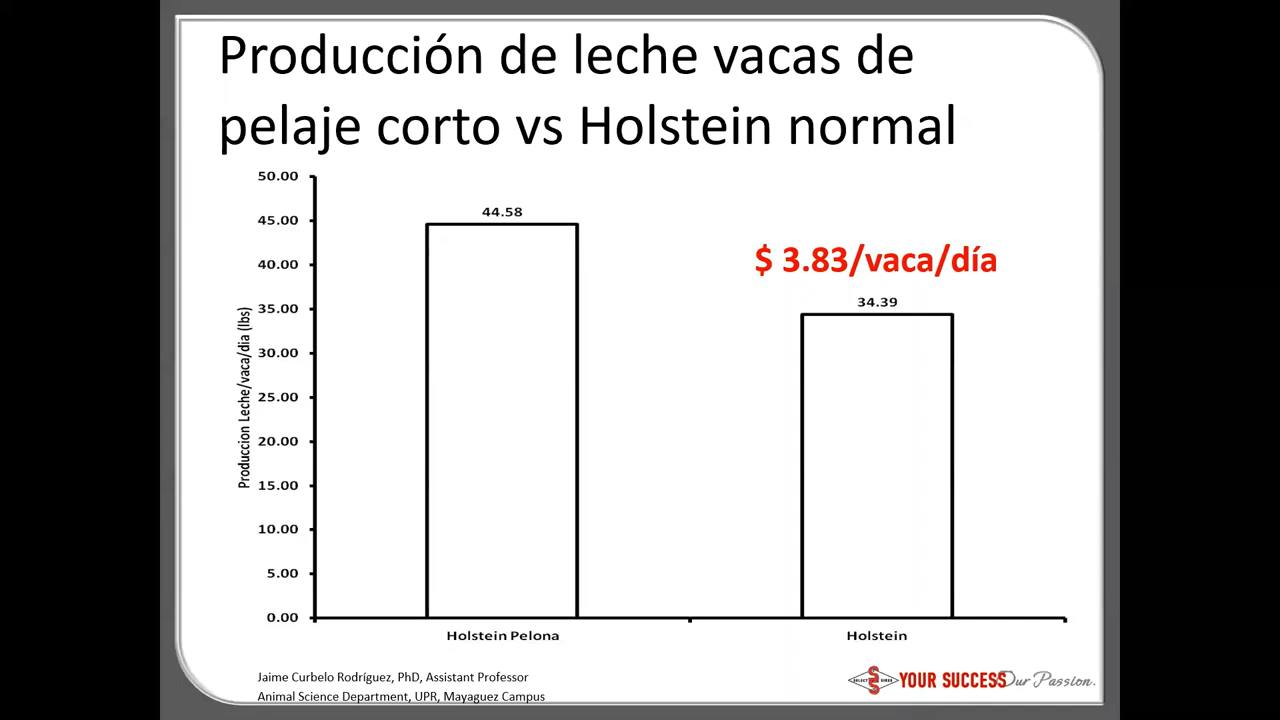 Producción de leche vacas de
pelaje corto vs Holstein normal
50.00
45.00
40.00
35.00
30.00
25.00
20.00
15.00
10.00
5.00
0.00
Produccion Leche/vaca/dia (lbs)
44.58
$ 3.83/vaca/día
34.39
Holstein Pelona
Holstein
Jaime Curbelo Rodríguez, PhD, Assistant Professor
Animal Science Department, UPR, Mayaguez Campus
SELECT SIRES
YOUR SUCCESS Our Passion.